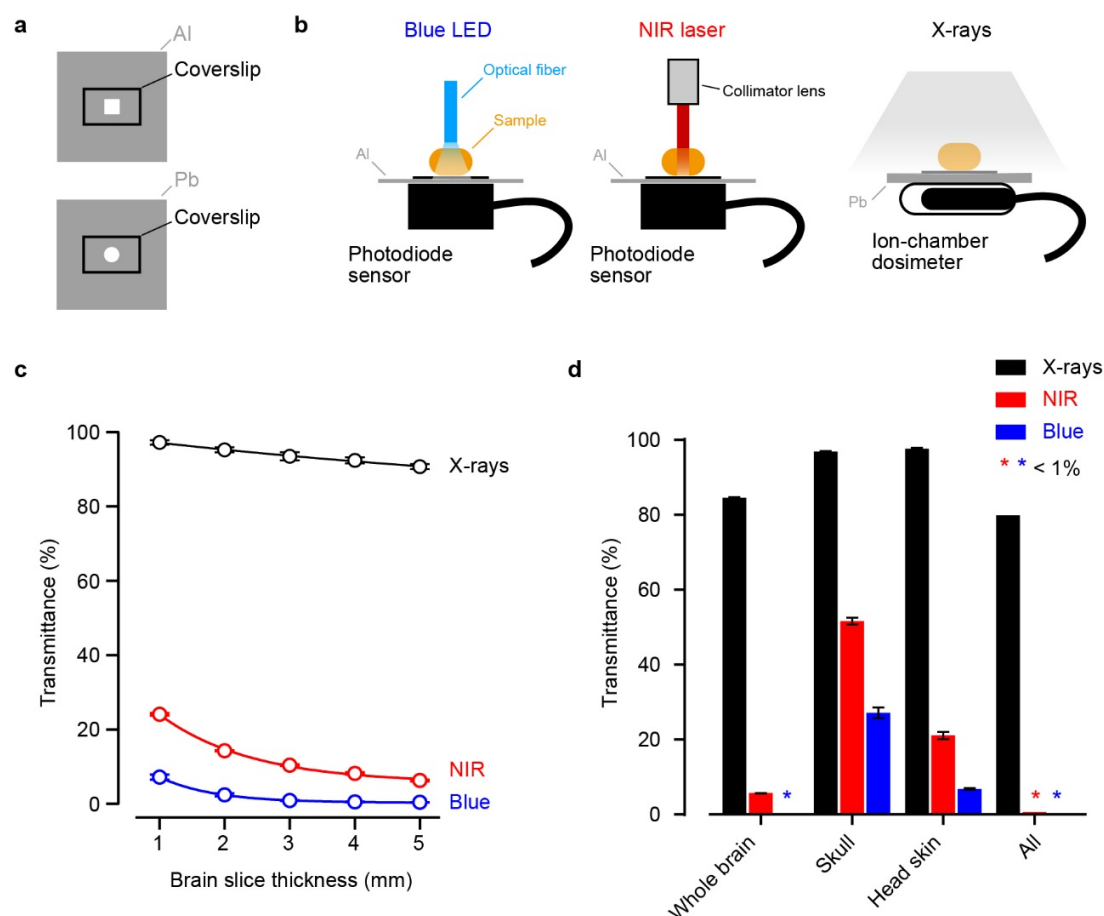 a
Al
Coverslip
Pb
Coverslip
b
Blue LED
NIR laser
X-rays
Optical fiber
Sample
Al
Photodiode
sensor
Collimator lens
Al
Photodiode
sensor
Pb
Ion-chamber
dosimeter
c
Transmittance (%)
100
80
60
40
20
0
X-rays
NIR
Blue
1 2 3 4 5
Brain slice thickness (mm)
d
X-rays
NIR
Blue
* * < 1%
Transmittance (%)
100
80
60
40
20
0
*
* *
Whole brain
Skull
Head skin
All